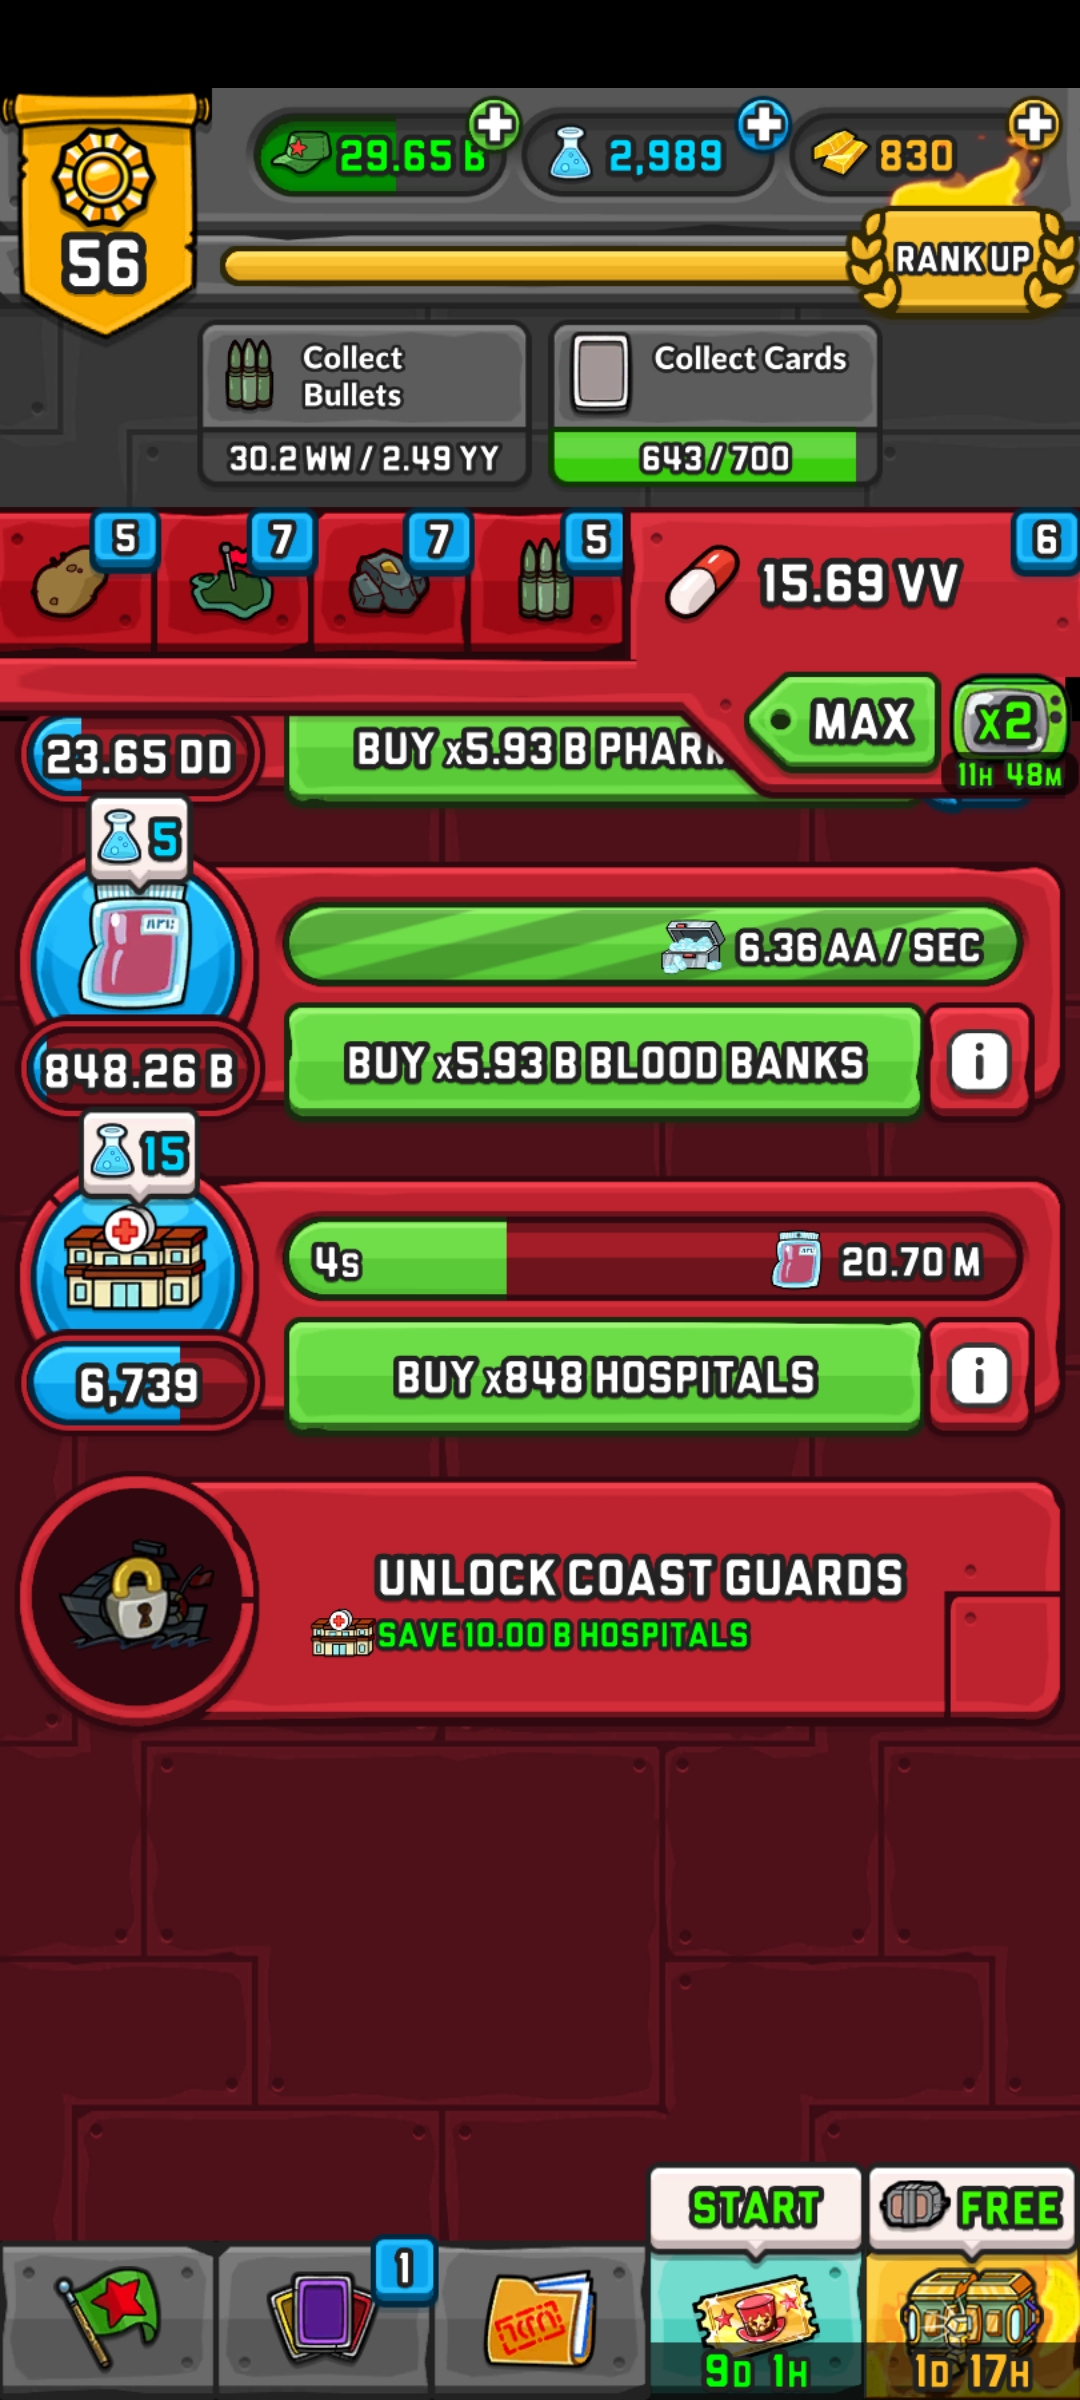 29.65 B
2,989
830
56
RANK UP
Collect
Bullets
Collect Cards
30.2 WW / 2.49 YY
643 / 700
5
7
7
5
6
15.69 VV
MAX
x2
11H 48M
23.65 DD
BUY x5.93 B
5
6.36 AA / SEC
848.26 B
BUY x5.93 B BLOOD BANKS
i
15
4s
20.70 M
6,739
BUY x848 HOSPITALS
i
UNLOCK COAST GUARDS
SAVE 10.00 B HOSPITALS
START
FREE
1
9D 1H
1D 17H